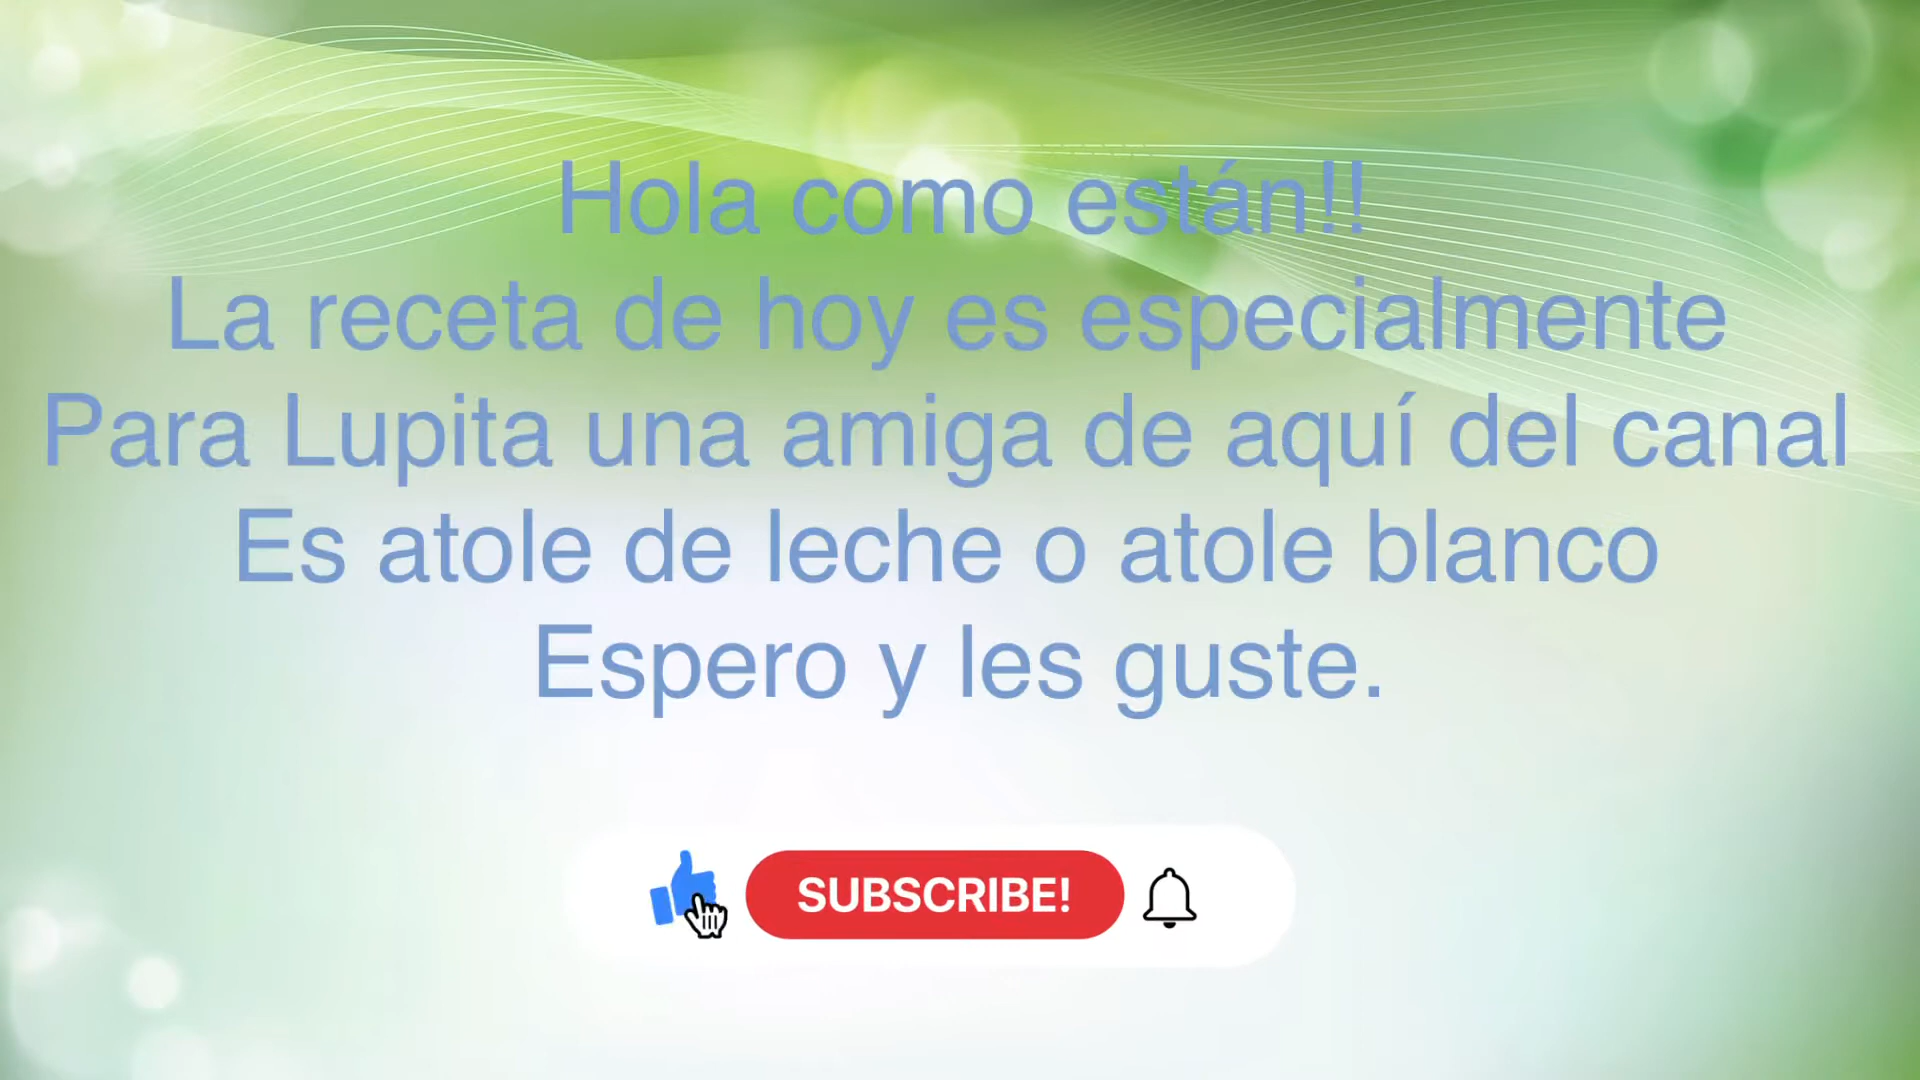 Hola como están!!
La receta de hoy es especialmente
Para Lupita una amiga de aquí del canal
Es atole de leche o atole blanco
Espero y les guste.
SUBSCRIBE!